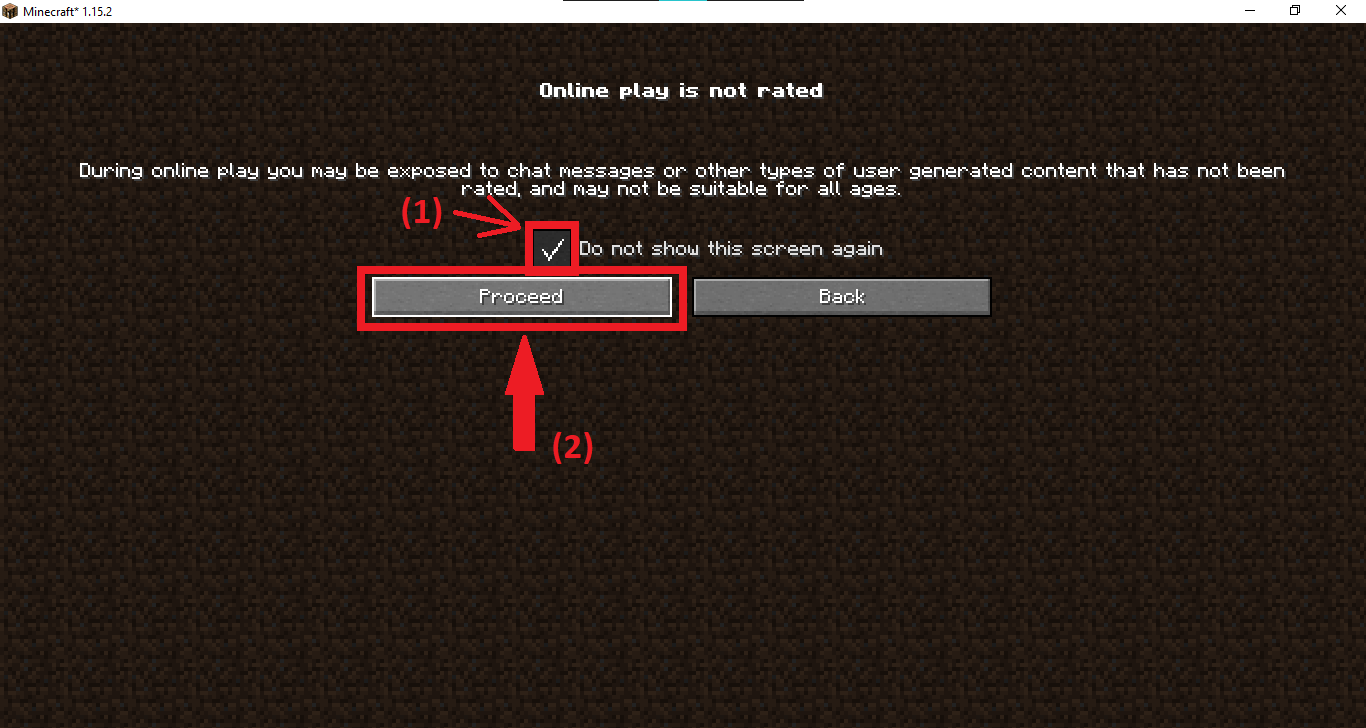 Minecraft* 1.15.2
Online play is not rated
During online play you may be exposed to chat messages or other types of user generated content that has not been
rated, and may not be suitable for all ages.
(1)
Do not show this screen again
Proceed
Back
(2)